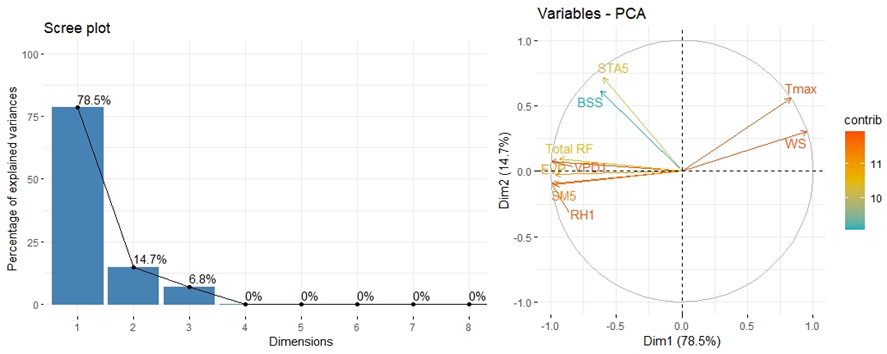 Scree plot
Percentage of explained variances
100
75
50
25
0
78.5%
14.7%
6.8%
0%
0%
0%
0%
0%
1
2
3
4
5
6
7
8
Dimensions
Variables - PCA
Dim2 (14.7%)
1.0
0.5
0.0
-0.5
-1.0
STA5
BSS
Tmax
WS
Total RF
VPD1
SM5
RH1
-1.0
-0.5
0.0
0.5
1.0
Dim1 (78.5%)
contrib
11
10